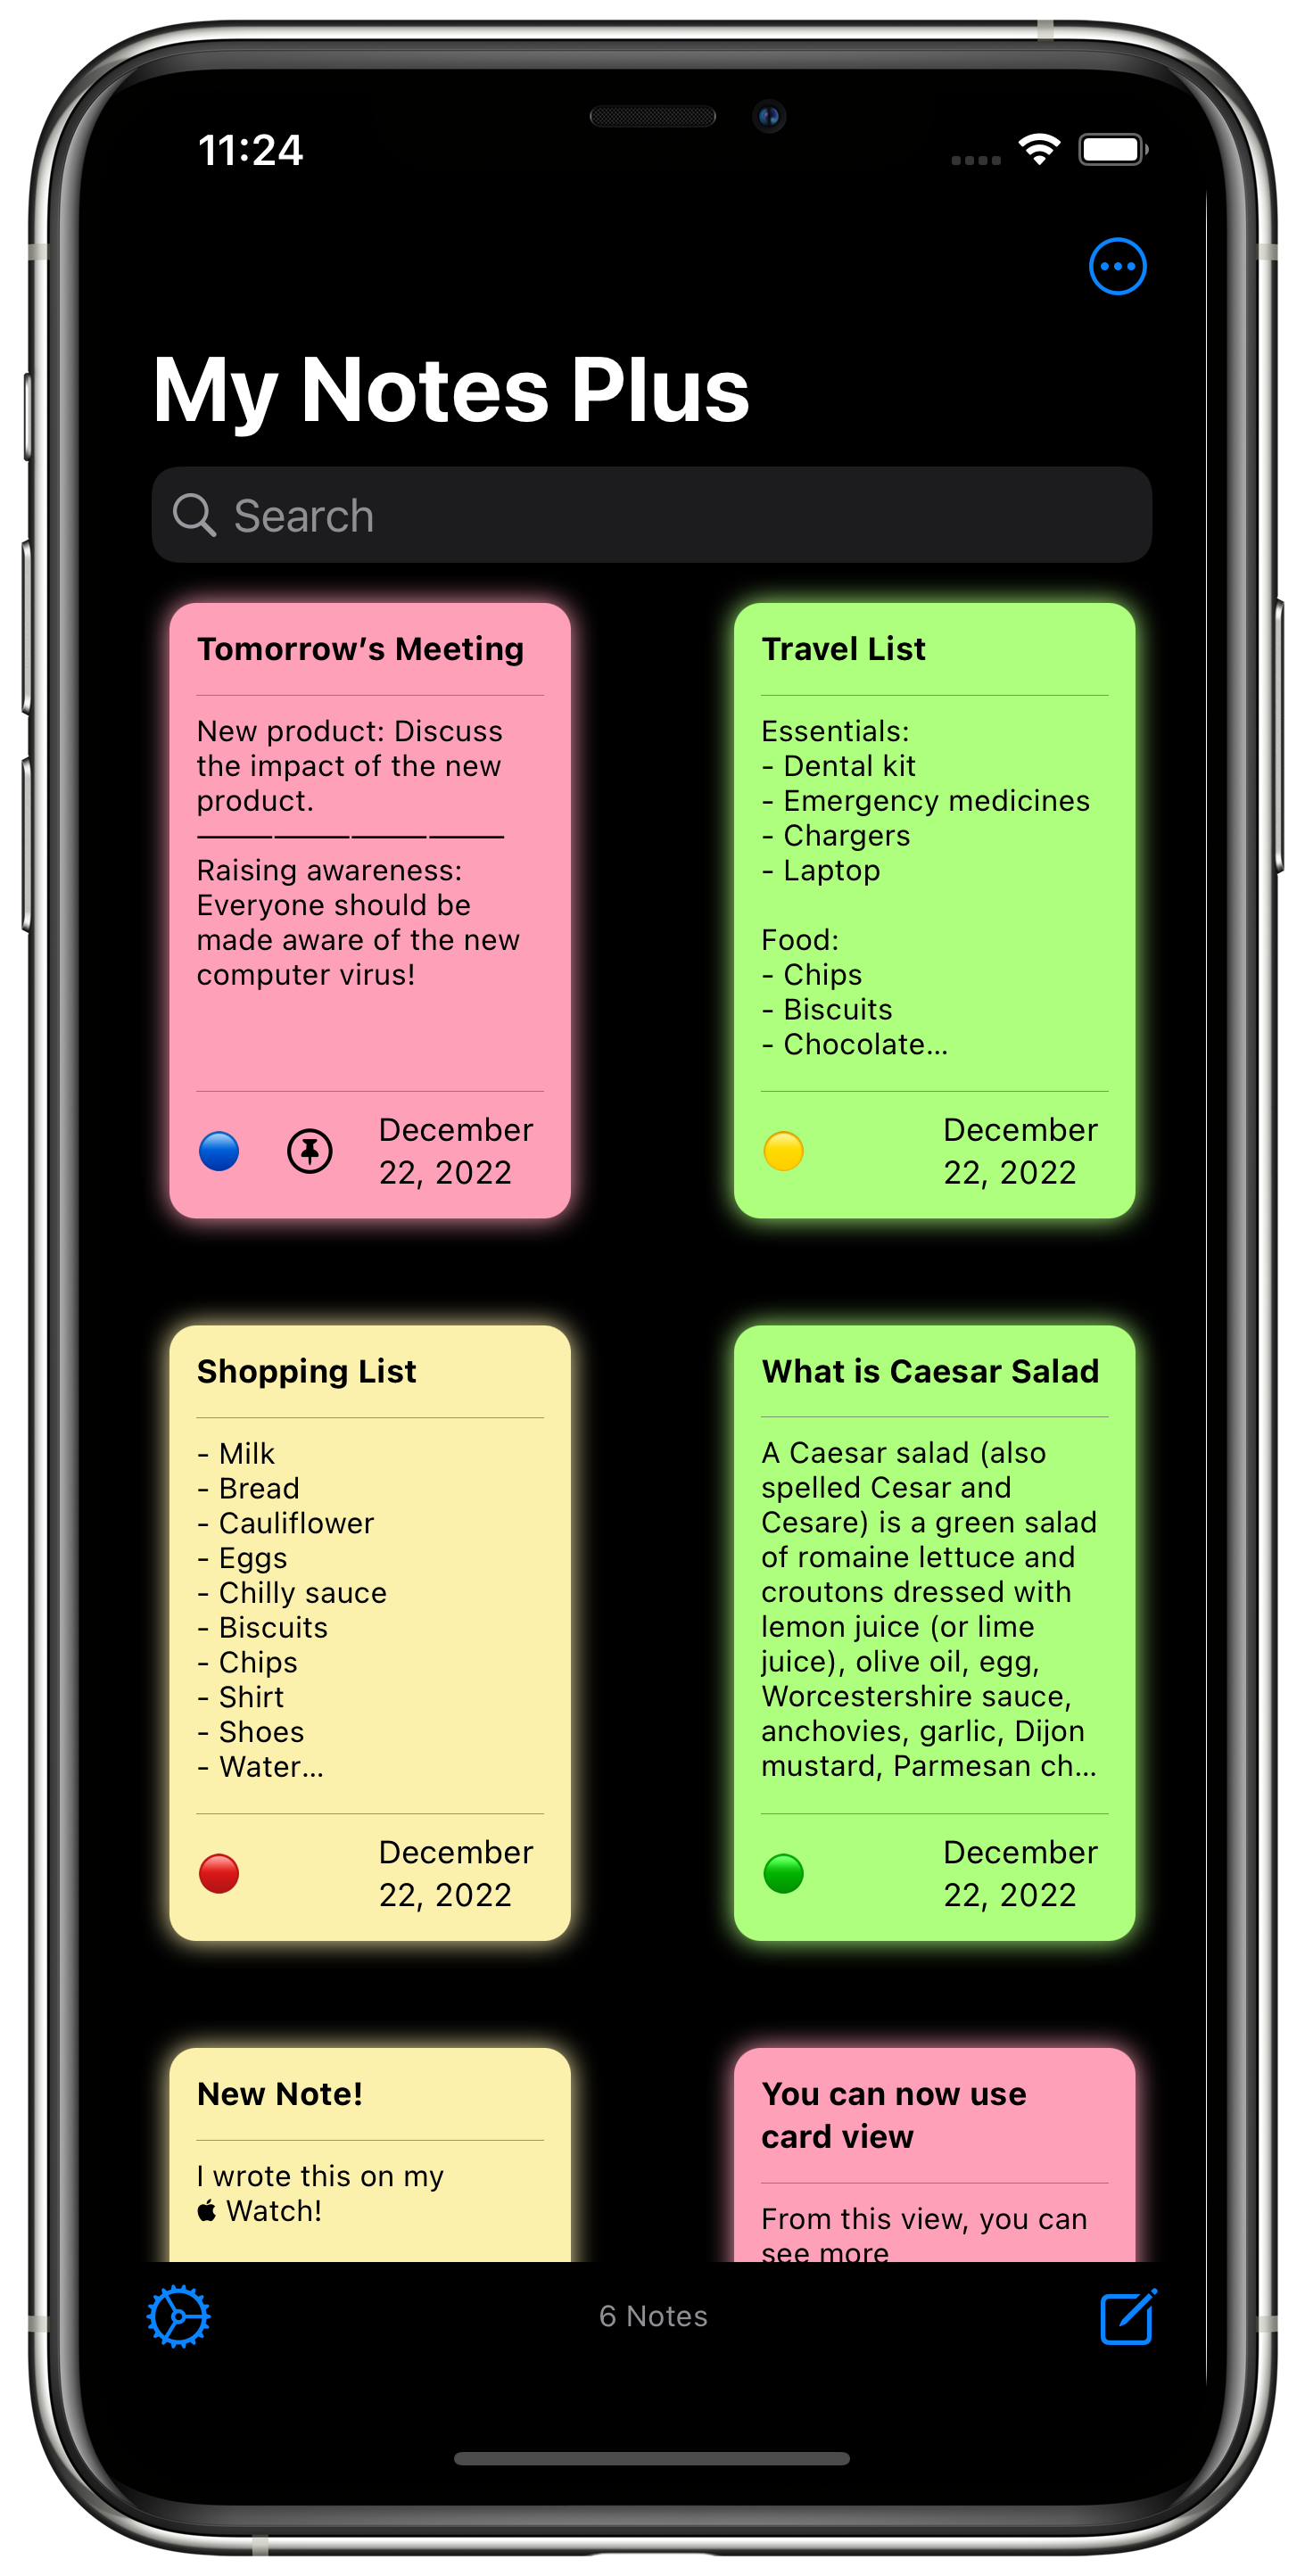 11:24
My Notes Plus
Search
Tomorrow’s Meeting
New product: Discuss
the impact of the new
product.
————————
Raising awareness:
Everyone should be
made aware of the new
computer virus!
December
22, 2022
Travel List
Essentials:
- Dental kit
- Emergency medicines
- Chargers
- Laptop
Food:
- Chips
- Biscuits
- Chocolate...
December
22, 2022
Shopping List
- Milk
- Bread
- Cauliflower
- Eggs
- Chilly sauce
- Biscuits
- Chips
- Shirt
- Shoes
- Water...
December
22, 2022
What is Caesar Salad
A Caesar salad (also
spelled Cesar and
Cesare) is a green salad
of romaine lettuce and
croutons dressed with
lemon juice (or lime
juice), olive oil, egg,
Worcestershire sauce,
anchovies, garlic, Dijon
mustard, Parmesan ch...
December
22, 2022
New Note!
I wrote this on my
 Watch!
You can now use
card view
From this view, you can
see more
6 Notes